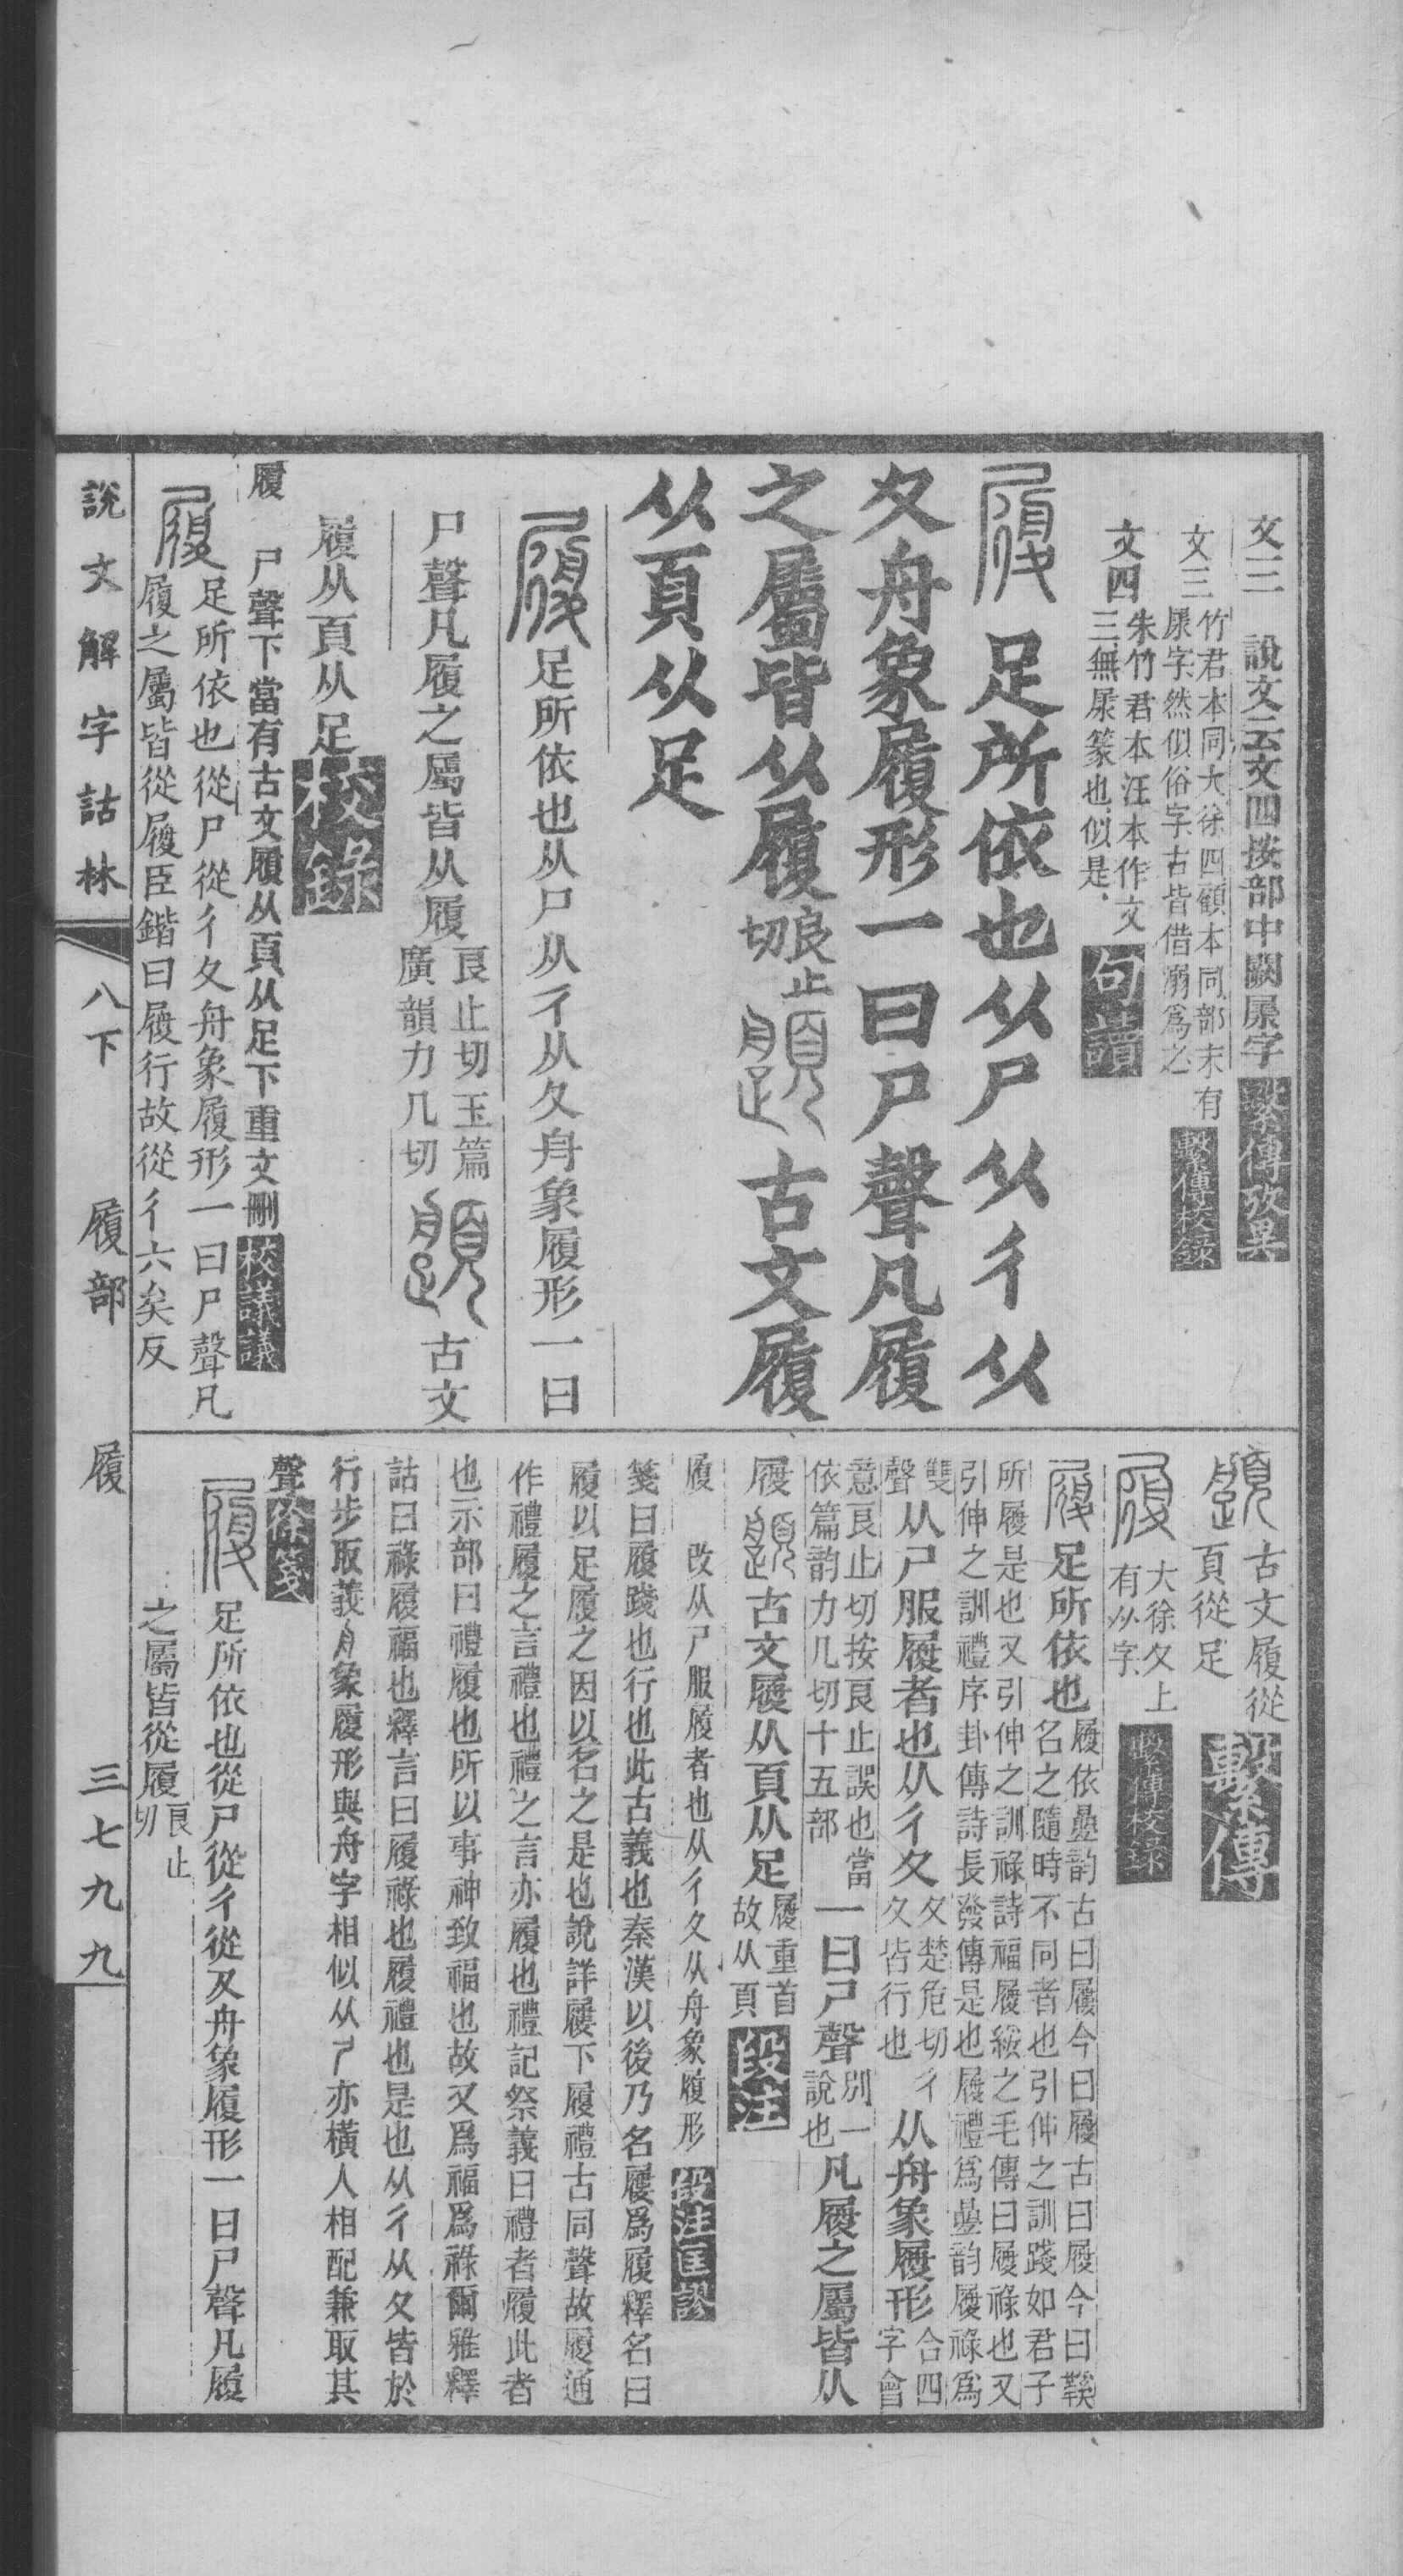 文三　說文云文四按部中闕㞙字 繫傳攷異
文三 竹君本同大徐四顧本同部末有
㞙字然似俗字古皆借溺爲之 繫傳校錄
文四 朱竹君本汪本作文
三無㞙篆也似是 句讀
履 足所依也从尸从彳从
夊舟象履形一曰尸聲凡履
之屬皆从履 良止切 𩕎 古文履
从頁从足
履 足所依也从尸从彳从夊舟象履形一曰
尸聲凡履之屬皆从履 良止切玉篇
廣韻力几切 𩕎 古文
履从頁从足 校錄
履 尸聲下當有古文履从頁从足下重文刪 校議議
履 足所依也從尸從彳夊舟象履形一曰尸聲凡
履之屬皆從履臣鍇曰履行故從彳六矣反
𩕎 古文履從
頁從足 繫傳
履 大徐夊上
有从字 繫傳校錄
履 足所依也 履依曡韵古曰屨今曰履古曰履今曰鞵
名之隨時不同者也引伸之訓踐如君子
所履是也又引伸之訓祿詩福履綏之毛傳曰履祿也又
引伸之訓禮序卦傳詩長發傳是也履禮爲曡韵履祿爲
雙
聲 从尸服履者也从彳夊 夊楚危切彳
夊皆行也 从舟象履形 合四
字會
意良止切按良止誤也當
依篇韵力几切十五部 一曰尸聲 別一
說也 凡履之屬皆从
履 𩕎 古文履从頁从足 履重首
故从頁 段注
履 改从尸服履者也从彳夊从舟象履形 段注匡謬
箋曰履踐也行也此古義也秦漢以後乃名屨爲履釋名曰
履以足履之因以名之是也說詳屨下履禮古同聲故履通
作禮履之言禮也禮之言亦履也禮記祭義曰禮者履此者
也示部曰禮履也所以事神致福也故又爲福爲祿爾雅釋
詁曰祿履福也釋言曰履祿也履禮也是也从彳从夊皆於
行步取義舟象履形與舟字相似从尸亦橫人相配兼取其
聲 徐箋
履 足所依也從尸從彳從夊舟象履形一曰尸聲凡履
之屬皆從履 良止
切
說文解字詁林 八下 履部 履 三七九九